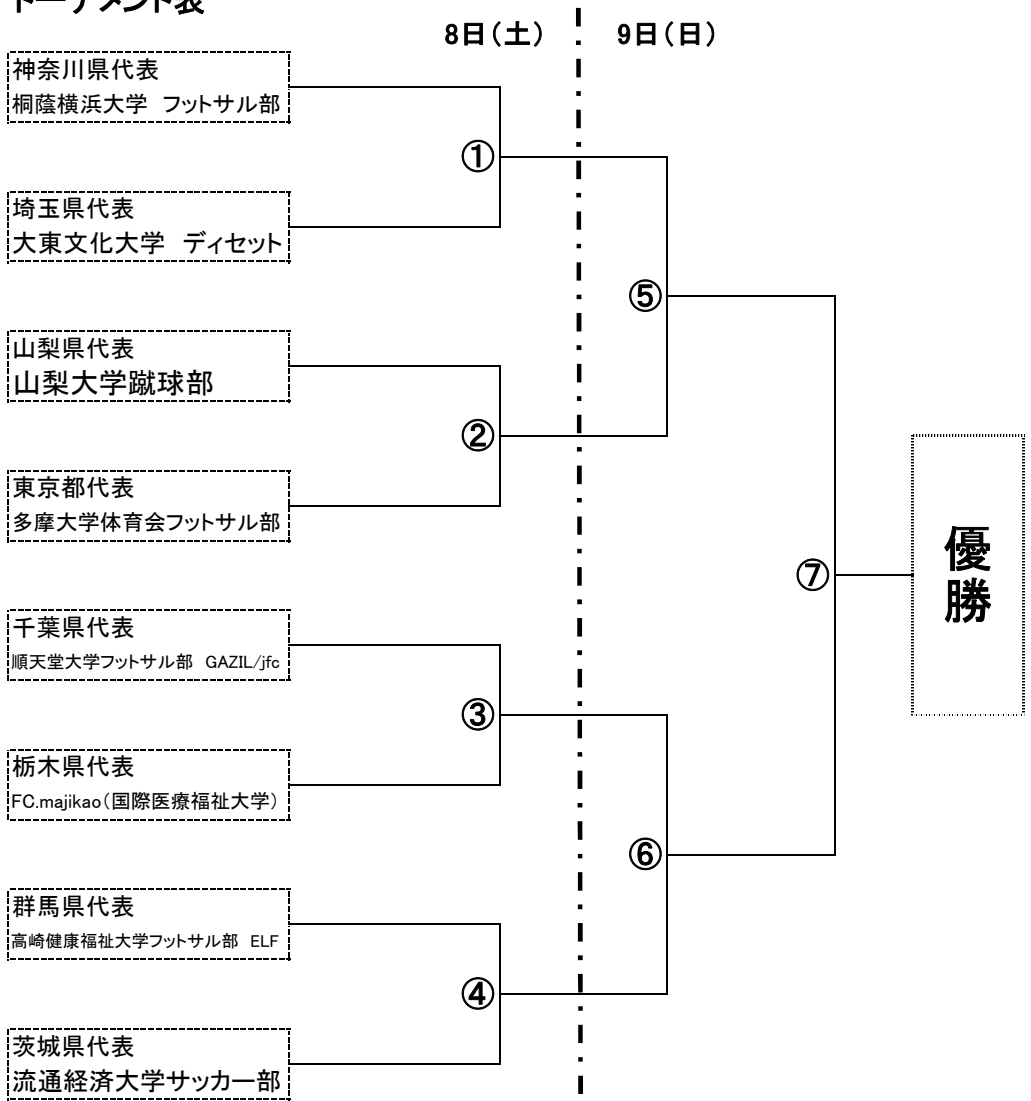 トーナメント表
8日（土）
9日（日）
神奈川県代表
桐蔭横浜大学　フットサル部
①
埼玉県代表
大東文化大学　ディセット
⑤
山梨県代表
山梨大学蹴球部
②
東京都代表
多摩大学体育会フットサル部
⑦
優勝
千葉県代表
順天堂大学フットサル部　GAZIL/jfc
③
栃木県代表
FC.majikao（国際医療福祉大学）
⑥
群馬県代表
高崎健康福祉大学フットサル部　ELF
④
茨城県代表
流通経済大学サッカー部